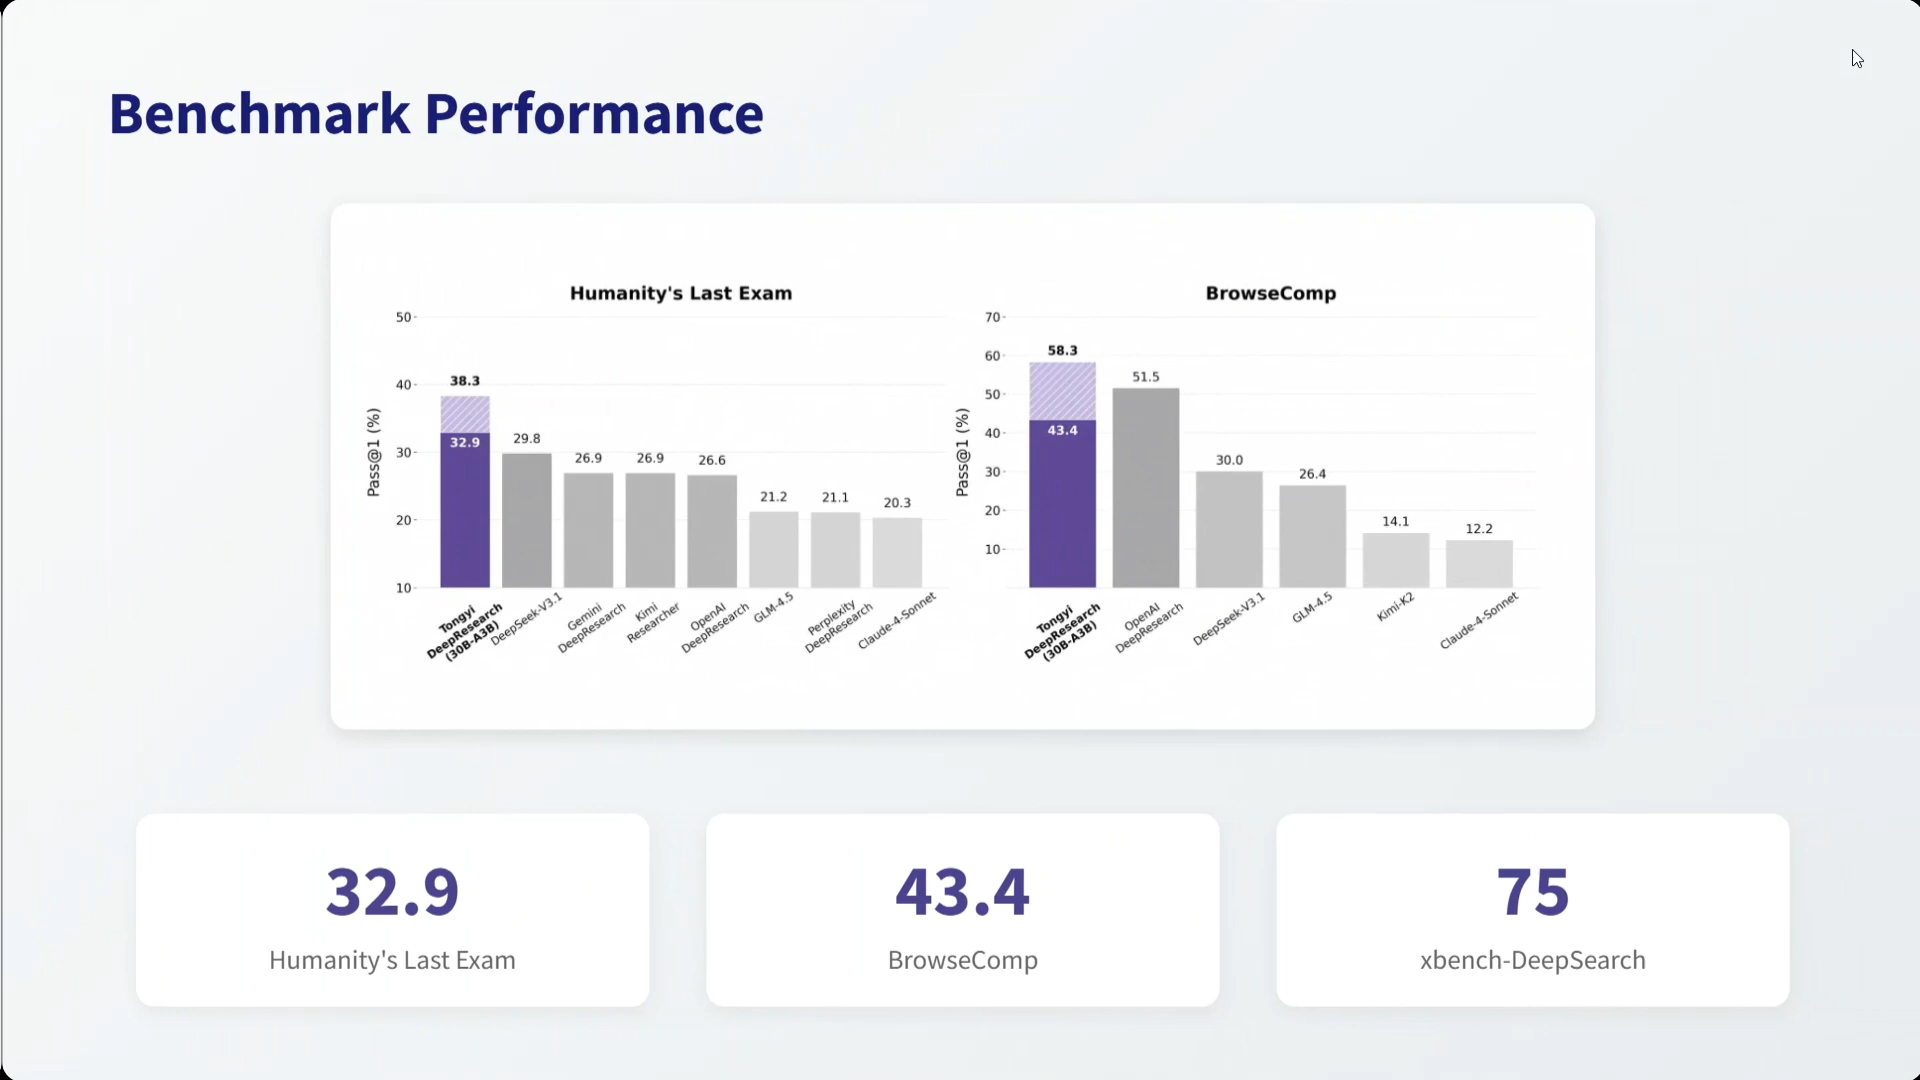 Benchmark Performance
Humanity's Last Exam
50
40
30
20
10
Pass@1 (%)
38.3
32.9
29.8
26.9
26.9
26.6
21.2
21.1
20.3
Tongyi
DeepResearch
(30B-A3B)
DeepSeek-V3.1
Gemini
DeepResearch
Kimi
Researcher
OpenAI
DeepResearch
GLM-4.5
Perplexity
DeepResearch
Claude-4-Sonnet
BrowseComp
70
60
50
40
30
20
10
Pass@1 (%)
58.3
43.4
51.5
30.0
26.4
14.1
12.2
Tongyi
DeepResearch
(30B-A3B)
OpenAI
DeepResearch
DeepSeek-V3.1
GLM-4.5
Kimi-K2
Claude-4-Sonnet
32.9
Humanity's Last Exam
43.4
BrowseComp
75
xbench-DeepSearch